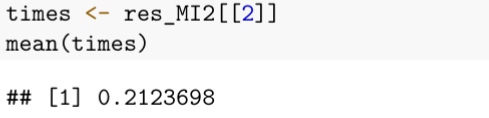 times <- res_MI2[[2]]
mean(times)
## [1] 0.2123698